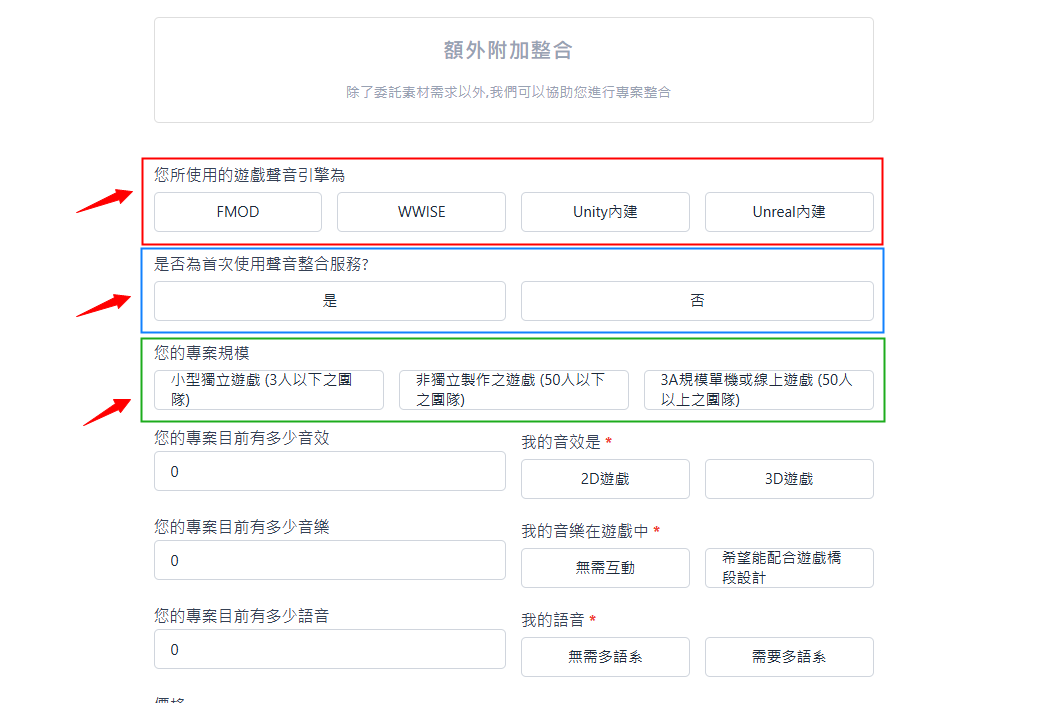 額外附加整合
除了委託素材需求以外,我們可以協助您進行專案整合
您所使用的遊戲聲音引擎為
FMOD
WWISE
Unity內建
Unreal內建
是否為首次使用聲音整合服務?
是
否
您的專案規模
小型獨立遊戲 (3人以下之團
隊)
非獨立製作之遊戲 (50人以下
之團隊)
3A規模單機或線上遊戲 (50人
以上之團隊)
您的專案目前有多少音效
0
我的音效是 *
2D遊戲
3D遊戲
您的專案目前有多少音樂
0
我的音樂在遊戲中 *
無需互動
希望能配合遊戲橋
段設計
您的專案目前有多少語音
0
我的語音 *
無需多語系
需要多語系